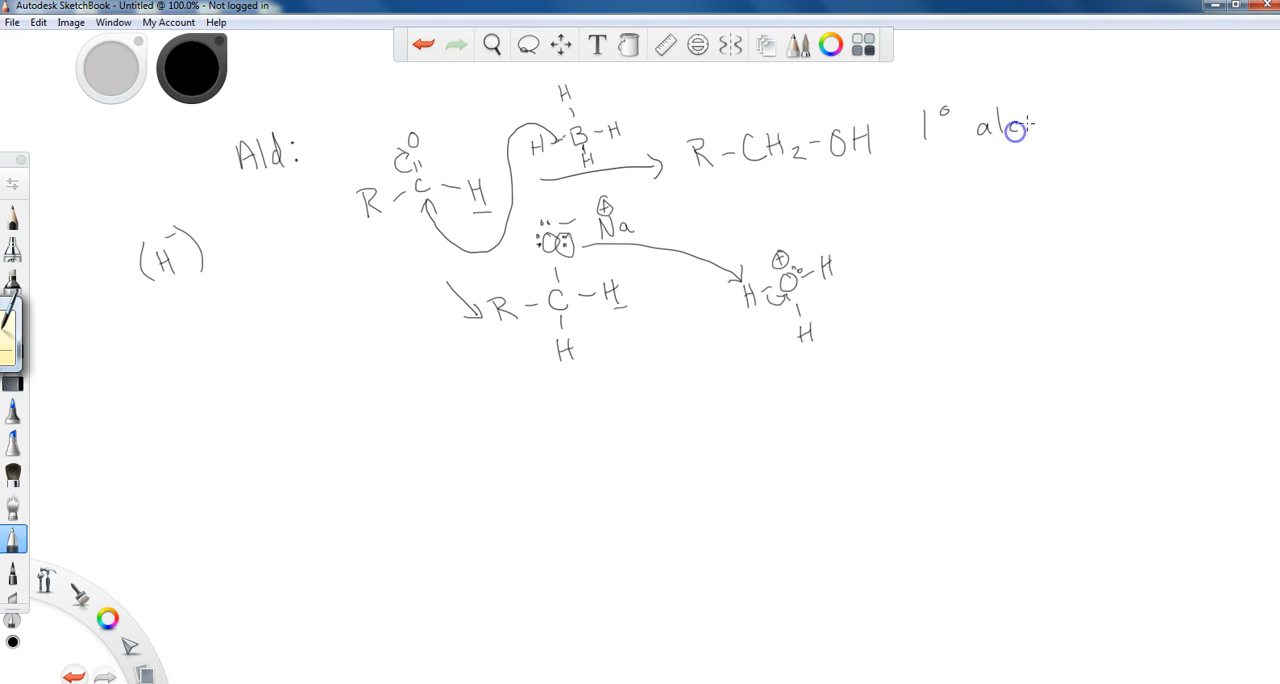 Autodesk SketchBook - Untitled @ 100.0% - Not logged in
File Edit Image Window My Account Help
T
Ald:
O
C
R - C - H
H
H - B - H
H
R - CH2 - OH
1° alc
(H-)
O
Na
R - C - H
H
H - O - H
H